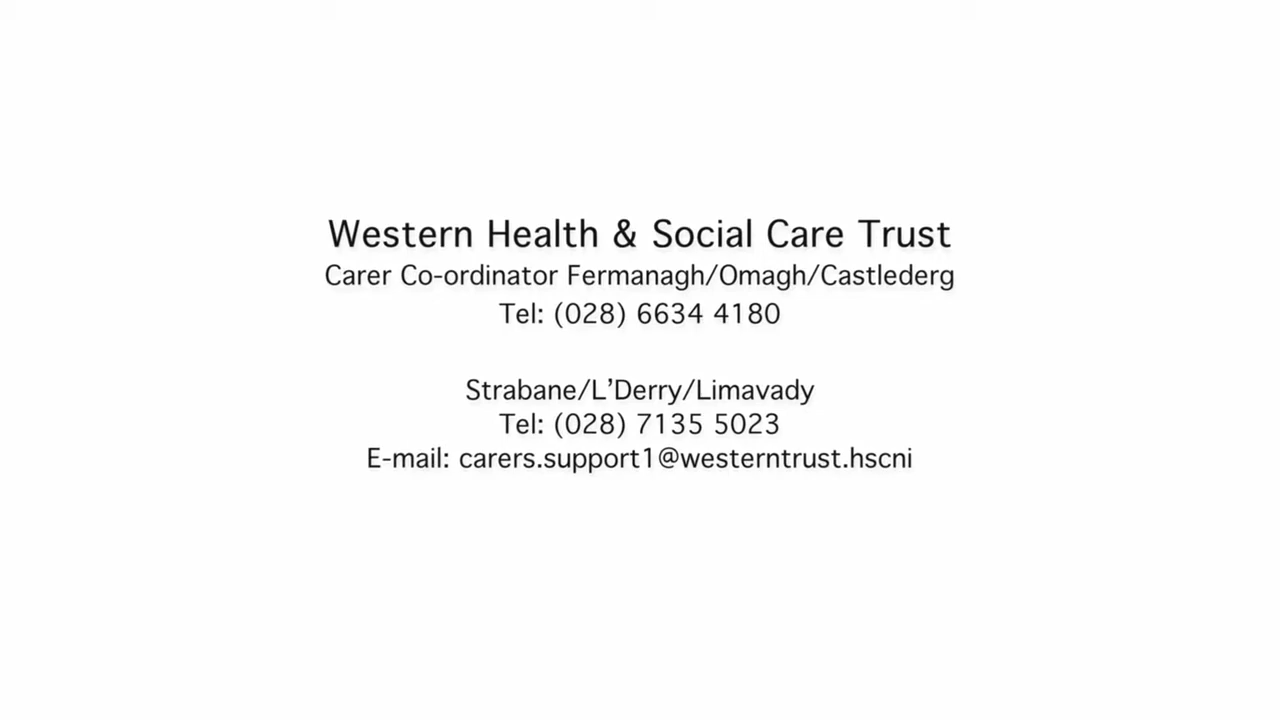 Western Health & Social Care Trust
Carer Co-ordinator Fermanagh/Omagh/Castlederg
Tel: (028) 6634 4180
Strabane/L’Derry/Limavady
Tel: (028) 7135 5023
E-mail: carers.support1@westerntrust.hscni